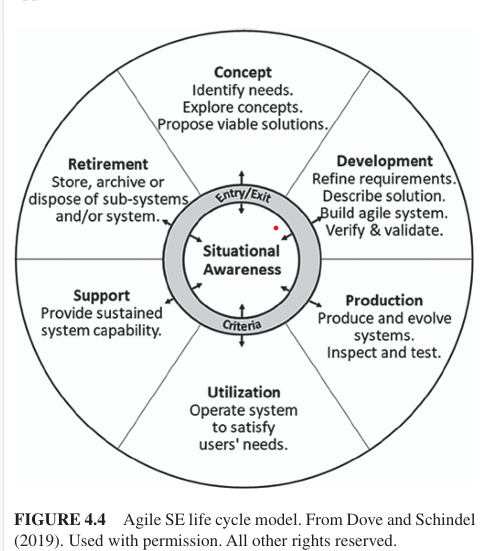 Concept
Identify needs.
Explore concepts.
Propose viable solutions.
Retirement
Store, archive or
dispose of sub-systems
and/or system.
Development
Refine requirements.
Describe solution.
Build agile system.
Verify & validate.
Entry/Exit
Situational
Awareness
Criteria
Support
Provide sustained
system capability.
Production
Produce and evolve
systems.
Inspect and test.
Utilization
Operate system
to satisfy
users' needs.
FIGURE 4.4 Agile SE life cycle model. From Dove and Schindel
(2019). Used with permission. All other rights reserved.